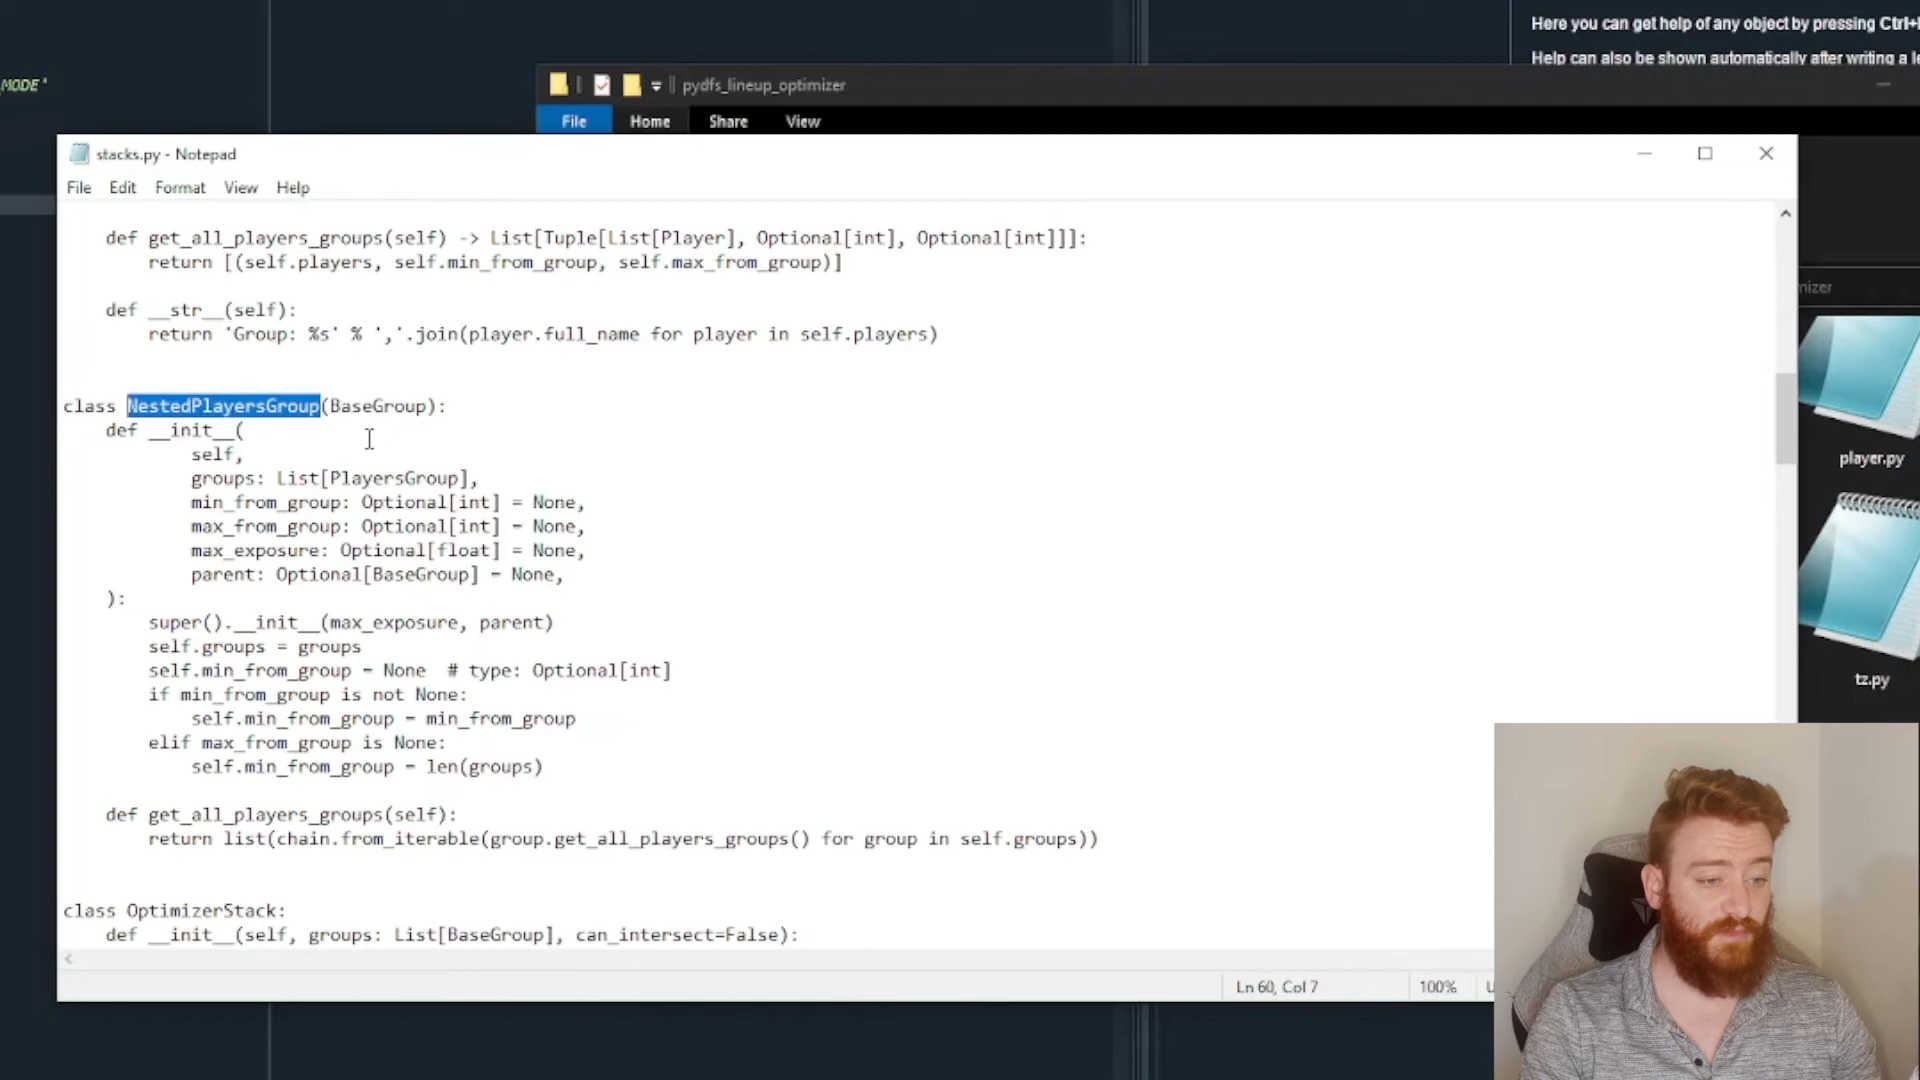 Here you can get help of any object by pressing Ctrl+
MODE'
Help can also be shown automatically after writing a le
pydfs_lineup_optimizer
File Home Share View
stacks.py - Notepad
File Edit Format View Help
def get_all_players_groups(self) -> List[Tuple[List[Player], Optional[int], Optional[int]]]:
return [(self.players, self.min_from_group, self.max_from_group)]
def __str__(self):
return 'Group: %s' % ','.join(player.full_name for player in self.players)
class NestedPlayersGroup(BaseGroup):
def __init__(
self,
groups: List[PlayersGroup],
min_from_group: Optional[int] = None,
max_from_group: Optional[int] = None,
max_exposure: Optional[float] = None,
parent: Optional[BaseGroup] = None,
):
super().__init__(max_exposure, parent)
self.groups = groups
self.min_from_group = None # type: Optional[int]
if min_from_group is not None:
self.min_from_group = min_from_group
elif max_from_group is None:
self.min_from_group = len(groups)
def get_all_players_groups(self):
return list(chain.from_iterable(group.get_all_players_groups() for group in self.groups))
class OptimizerStack:
def __init__(self, groups: List[BaseGroup], can_intersect=False):
Ln 60, Col 7
100%
mizer
player.py
tz.py